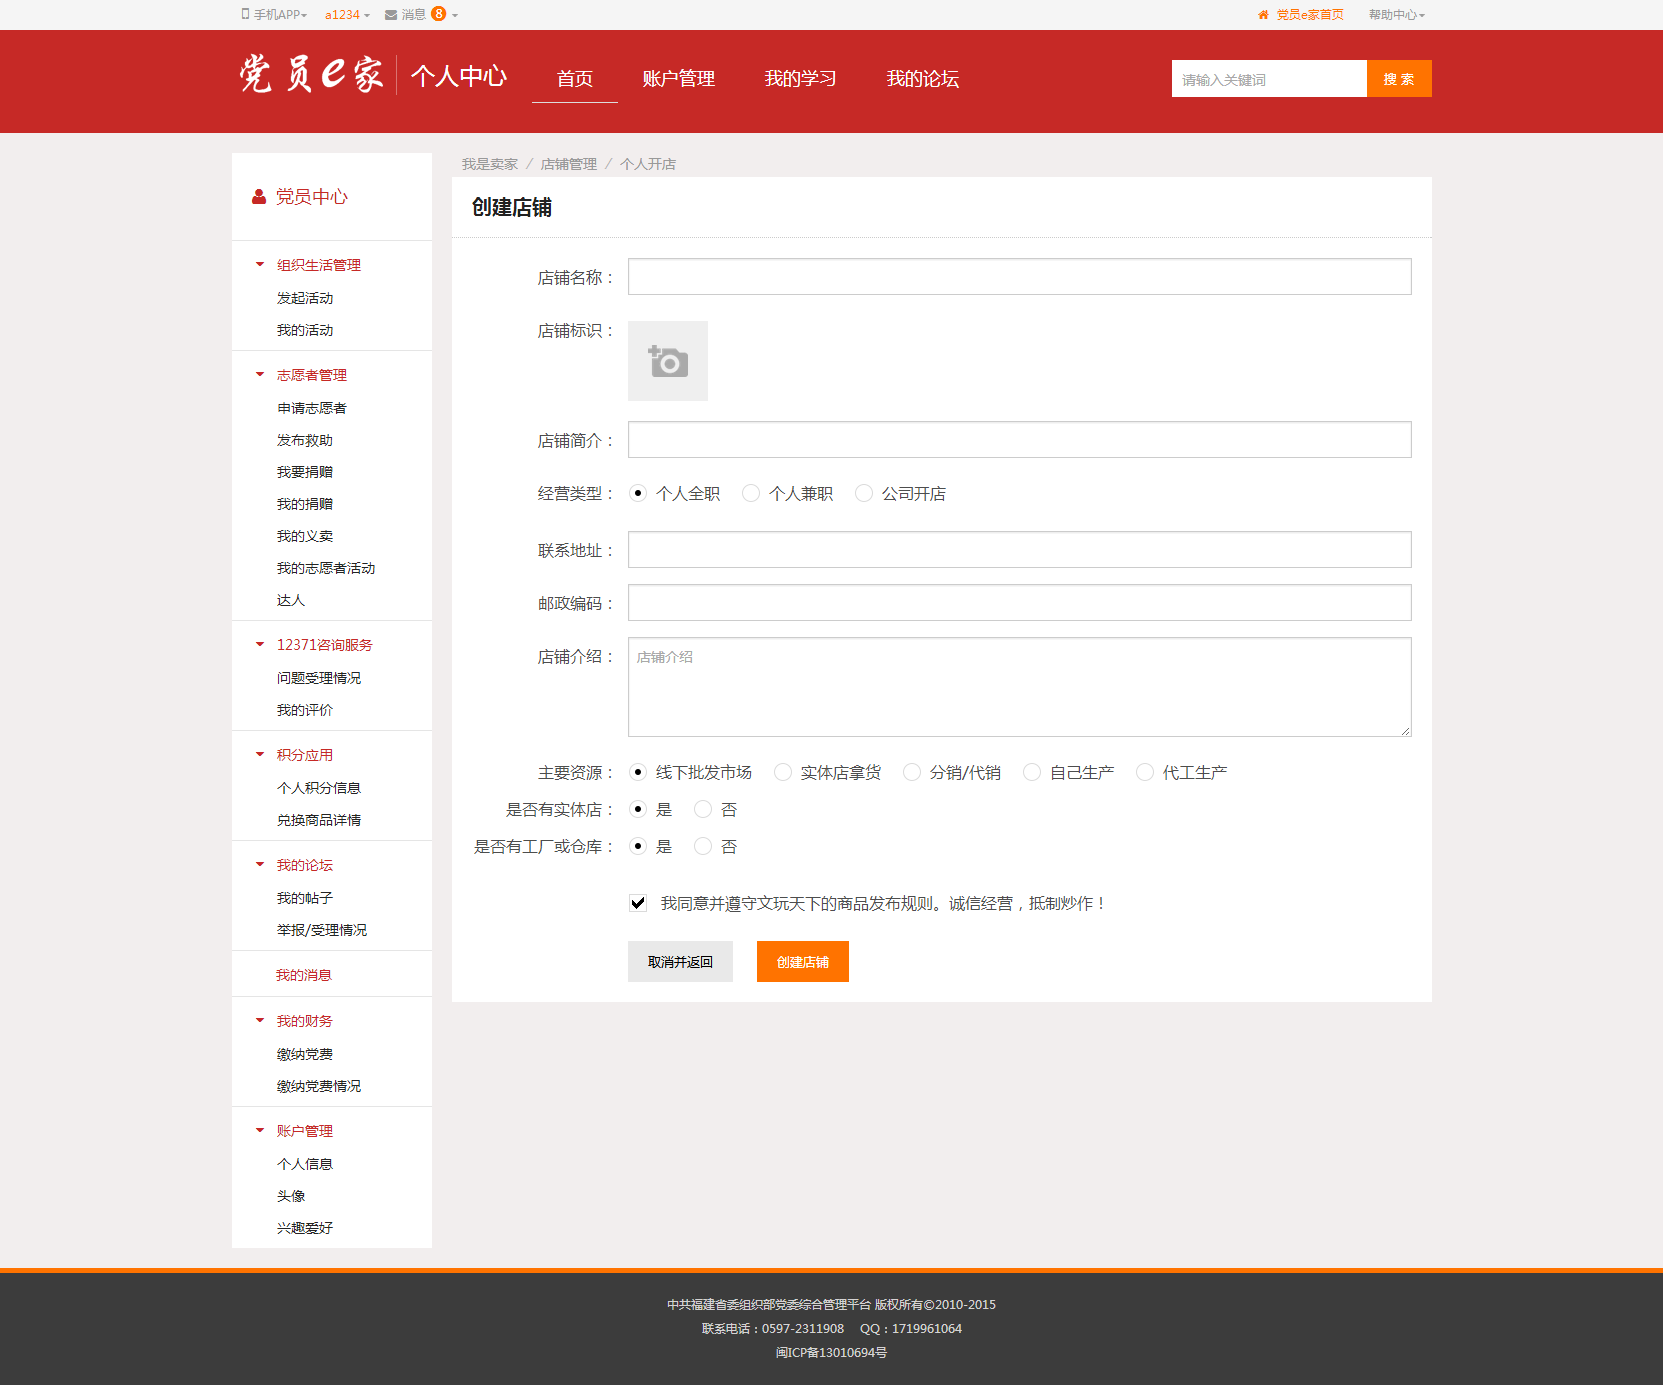 手机APP a1234 消息 8 党员e家首页 帮助中心
党员e家 个人中心 首页 账户管理 我的学习 我的论坛 请输入关键词 搜 索
我是卖家 / 店铺管理 / 个人开店
党员中心
组织生活管理
发起活动
我的活动
志愿者管理
申请志愿者
发布救助
我要捐赠
我的捐赠
我的义卖
我的志愿者活动
达人
12371咨询服务
问题受理情况
我的评价
积分应用
个人积分信息
兑换商品详情
我的论坛
我的帖子
举报/受理情况
我的消息
我的财务
缴纳党费
缴纳党费情况
账户管理
个人信息
头像
兴趣爱好
创建店铺
店铺名称：
店铺标识：
店铺简介：
经营类型： 个人全职 个人兼职 公司开店
联系地址：
邮政编码：
店铺介绍： 店铺介绍
主要资源： 线下批发市场 实体店拿货 分销/代销 自己生产 代工生产
是否有实体店： 是 否
是否有工厂或仓库： 是 否
我同意并遵守文玩天下的商品发布规则。诚信经营，抵制炒作！
取消并返回 创建店铺
中共福建省委组织部党委综合管理平台 版权所有©2010-2015
联系电话：0597-2311908 QQ：1719961064
闽ICP备13010694号